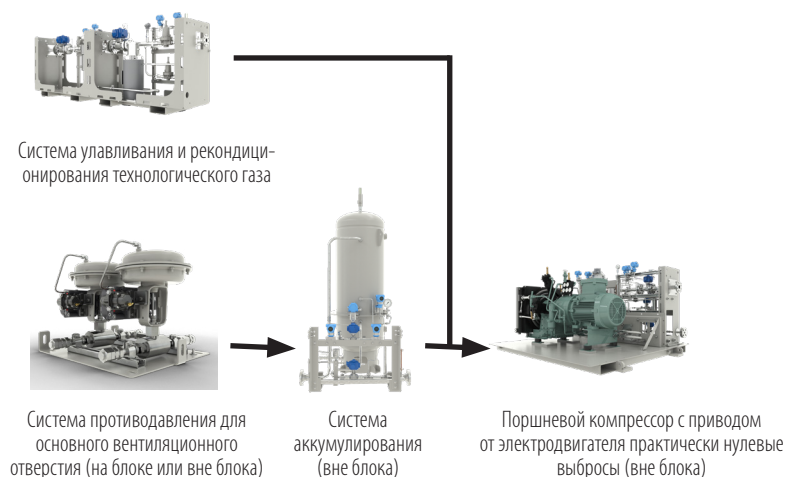 Система улавливания и рекондици-
онирования технологического газа
Система противодавления для
основного вентиляционного
отверстия (на блоке или вне блока)
Система
аккумулирования
(вне блока)
Поршневой компрессор с приводом
от электродвигателя практически нулевые
выбросы (вне блока)